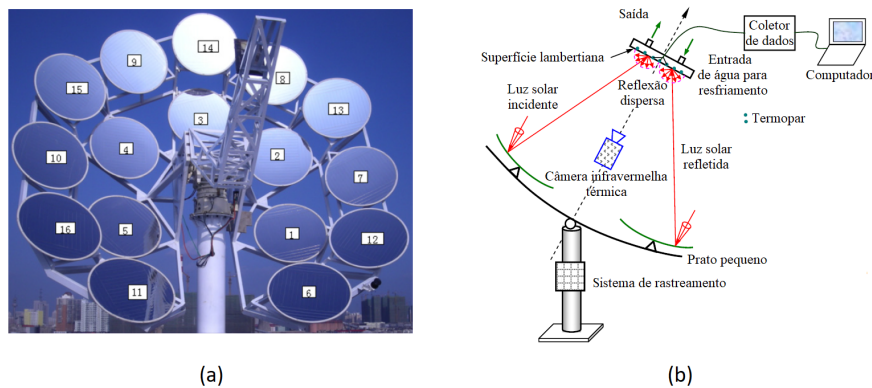 14
9
8
15
13
3
4
2
10
7
16
5
1
12
11
6
(a)
Saída
Coletor
de dados
Superfície lambertiana
Entrada
de água para
resfriamento
Computador
Reflexão
dispersa
Luz solar
incidente
Termopar
Luz solar
refletida
Câmera infravermelha
térmica
Prato pequeno
Sistema de rastreamento
(b)